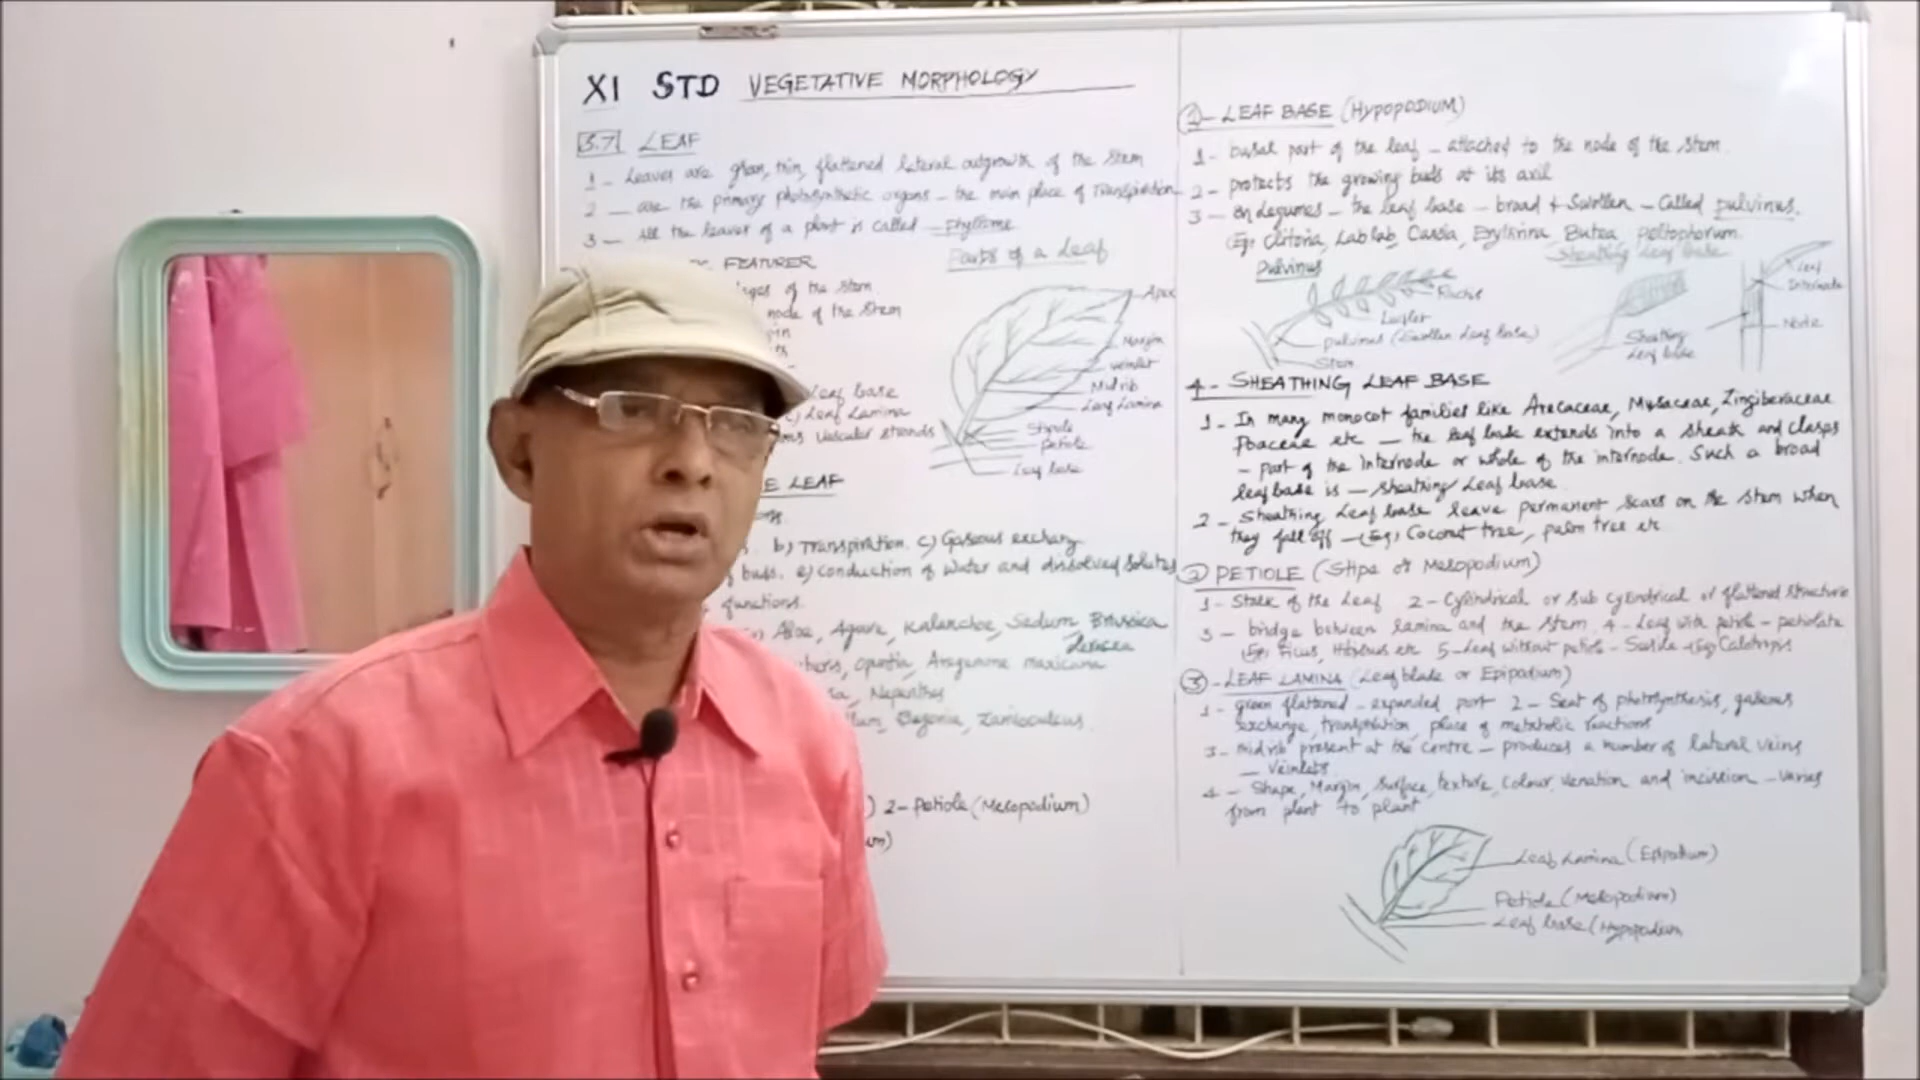 XI STD VEGETATIVE MORPHOLOGY
3.7 LEAF
1 - Leaves are green, thin, flattened lateral outgrowth of the stem
2 - are the primary photosynthetic organs - the main place of Transpiration
3 - All the leaves of a plant is called - Phyllome
FEATURER
of the stem
node of the stem
Leaf base
c) Leaf Lamina
Vascular strands
Parts of a Leaf
Apex
Margin
veinlet
Midrib
Leaf Lamina
Stipule
petiole
Leaf base
LEAF
b) Transpiration. c) Gaseous exchang
of buds. e) conduction of water and dissolved solutes
functions.
Aloe, Agave, Kalanchoe, Sedum Brassica
Opuntia, Argemone mexicana
Nepenthes
Begonia, Zamioculcus.
) 2- Petiole (Mesopodium)
- LEAF BASE (HYPOPODIUM)
1 - basal part of the leaf - attached to the node of the stem
2 - protects the growing buds at its axil
3 - In Legumes - the leaf base - broad & Swollen - Called pulvinus.
(Eg: Clitoria, Lab lab, Cassia, Erythrina Butea, peltophorum.
Pulvinus
Rachis
Leaflet
pulvinus (Swollen Leaf base)
Stem
Sheathing Leaf base
Leaf
Internode
Node
Sheathing
Leaf base
4 - SHEATHING LEAF BASE
1 - In many monocot families like Arecaceae, Musaceae, Zingiberaceae
Poaceae etc - the leaf base extends into a sheath and clasps
- part of the Internode or whole of the internode. Such a broad
leaf base is - sheathing Leaf base.
2 - Sheathing Leaf base leave permanent scars on the stem when
they fall off - (Eg) Coconut tree, palm tree etc
2 PETIOLE (Stipe or Mesopodium)
1 - Stalk of the Leaf 2 - Cylindrical or sub cylindrical or flattened structure
3 - bridge between lamina and the stem 4 - Leaf with petiole - petiolate
(Eg: Ficus, Hibiscus etc 5 - Leaf without petiole - Sessile - (Eg) Calotropis
3 - LEAF LAMINA (Leaf blade or Epipodium)
1 - green flattened - expanded part 2 - Seat of photosynthesis, gaseous
exchange, transpiration, place of metabolic reactions
3 - midrib present at the centre - produces a number of lateral veins
- veinlets.
4 - Shape, Margin, Surface, texture, Colour, venation and incission - varies
from plant to plant
Leaf Lamina (Epipodium)
Petiole (Mesopodium)
Leaf base (Hypopodium